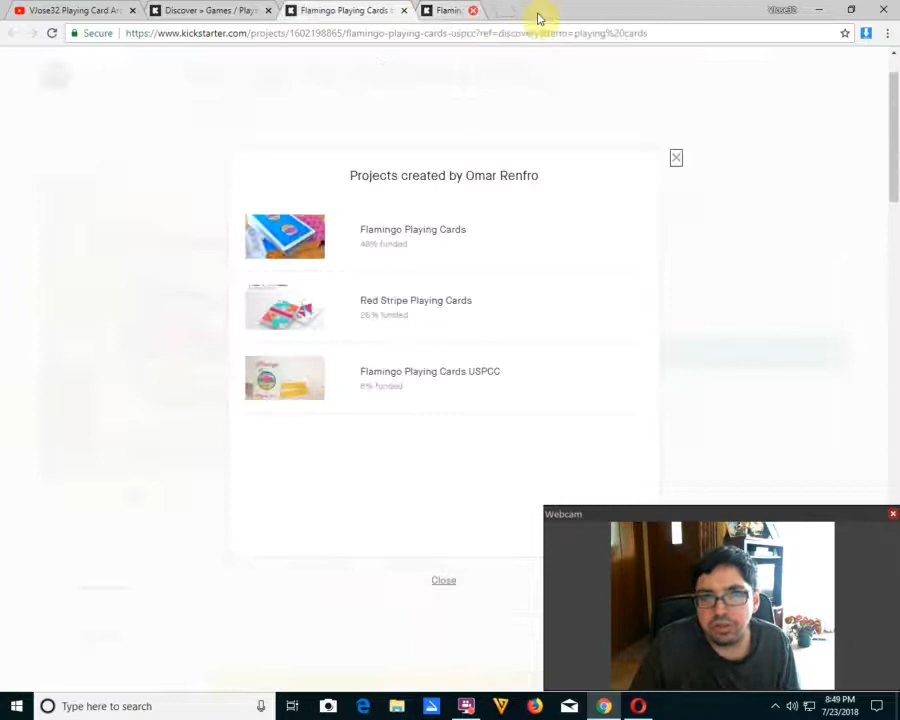 VJose32 Playing Card Arc
Discover » Games / Playi
Flamingo Playing Cards
Flamin
VJose32
Secure
https://www.kickstarter.com/projects/1602198865/flamingo-playing-cards-uspcc?ref=discovery&term=playing%20cards
Projects created by Omar Renfro
Flamingo Playing Cards
48% funded
Red Stripe Playing Cards
26% funded
Flamingo Playing Cards USPCC
6% funded
Close
Webcam
Type here to search
8:49 PM
7/23/2018